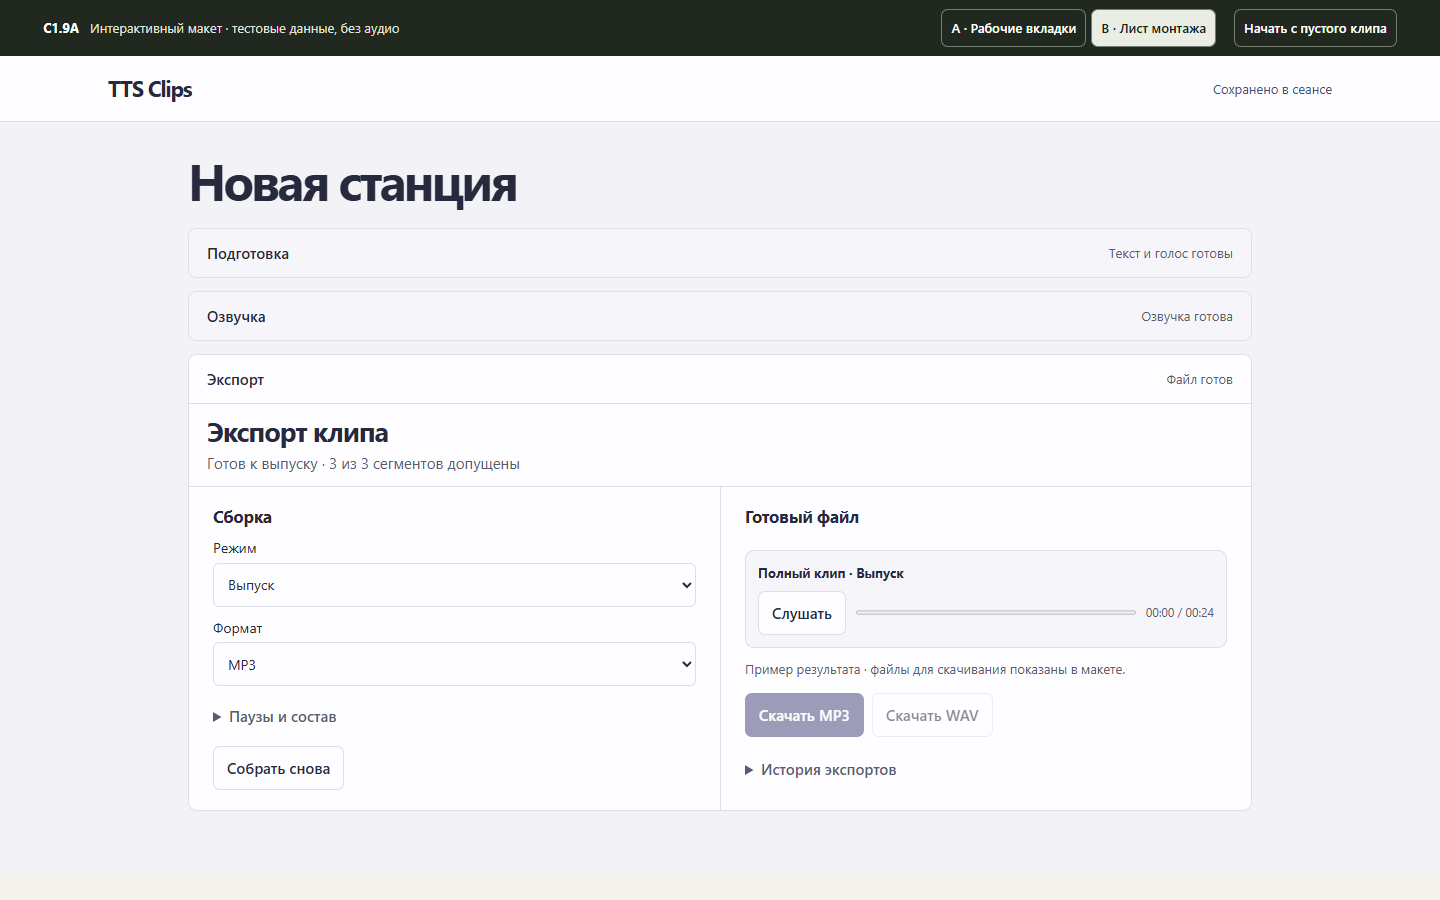 C1.9A Интерактивный макет · тестовые данные, без аудио
A · Рабочие вкладки
B · Лист монтажа
Начать с пустого клипа
TTS Clips
Сохранено в сеансе
Новая станция
Подготовка
Текст и голос готовы
Озвучка
Озвучка готова
Экспорт
Файл готов
Экспорт клипа
Готов к выпуску · 3 из 3 сегментов допущены
Сборка
Режим
Выпуск
Формат
MP3
Паузы и состав
Собрать снова
Готовый файл
Полный клип · Выпуск
Слушать
00:00 / 00:24
Пример результата · файлы для скачивания показаны в макете.
Скачать MP3
Скачать WAV
История экспортов